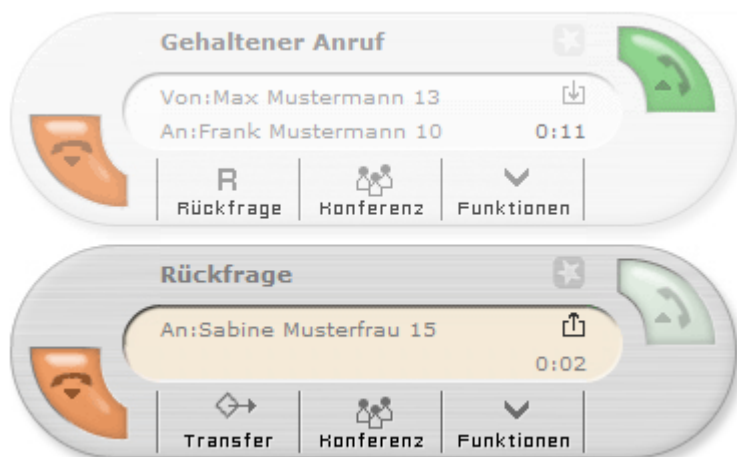 Gehaltener Anruf
Von:Max Mustermann 13
An:Frank Mustermann 10 0:11
R
Rückfrage Konferenz Funktionen
Rückfrage
An:Sabine Musterfrau 15
0:02
Transfer Konferenz Funktionen